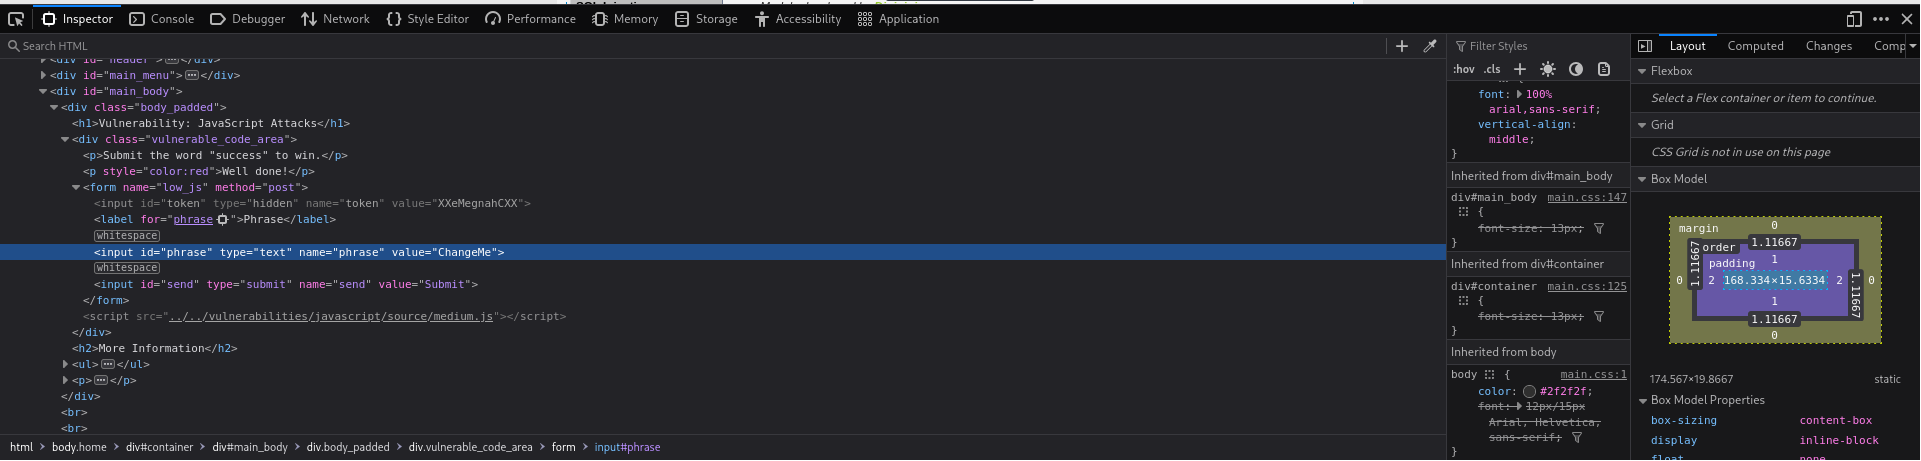 Inspector Console Debugger Network Style Editor Performance Memory Storage Accessibility Application
Search HTML
<div id="header"></div>
<div id="main_menu"></div>
<div id="main_body">
<div class="body_padded">
<h1>Vulnerability: JavaScript Attacks</h1>
<div class="vulnerable_code_area">
<p>Submit the word "success" to win.</p>
<p style="color:red">Well done!</p>
<form name="low_js" method="post">
<input id="token" type="hidden" name="token" value="XXeMegnahCXX">
<label for="phrase">Phrase</label>
whitespace
<input id="phrase" type="text" name="phrase" value="ChangeMe">
whitespace
<input id="send" type="submit" name="send" value="Submit">
</form>
<script src="../../vulnerabilities/javascript/source/medium.js"></script>
</div>
<h2>More Information</h2>
<ul></ul>
<p></p>
</div>
<br>
<br>
html body.home div#container div#main_body div.body_padded div.vulnerable_code_area form input#phrase
Filter Styles
:hov .cls
font: 100%
arial,sans-serif;
vertical-align:
middle;
}
Inherited from div#main_body
div#main_body main.css:147
{
font-size: 13px;
}
Inherited from div#container
div#container main.css:125
{
font-size: 13px;
}
Inherited from body
body { main.css:1
color: #2f2f2f;
font: 12px/15px
Arial, Helvetica,
sans-serif;
}
Layout Computed Changes Comp
Flexbox
Select a Flex container or item to continue.
Grid
CSS Grid is not in use on this page
Box Model
margin 0
order 1.11667
padding 1
0 1.11667 2 168.334×15.6334 2 1.11667 0
1
1.11667
0
174.567×19.8667 static
Box Model Properties
box-sizing content-box
display inline-block
float none